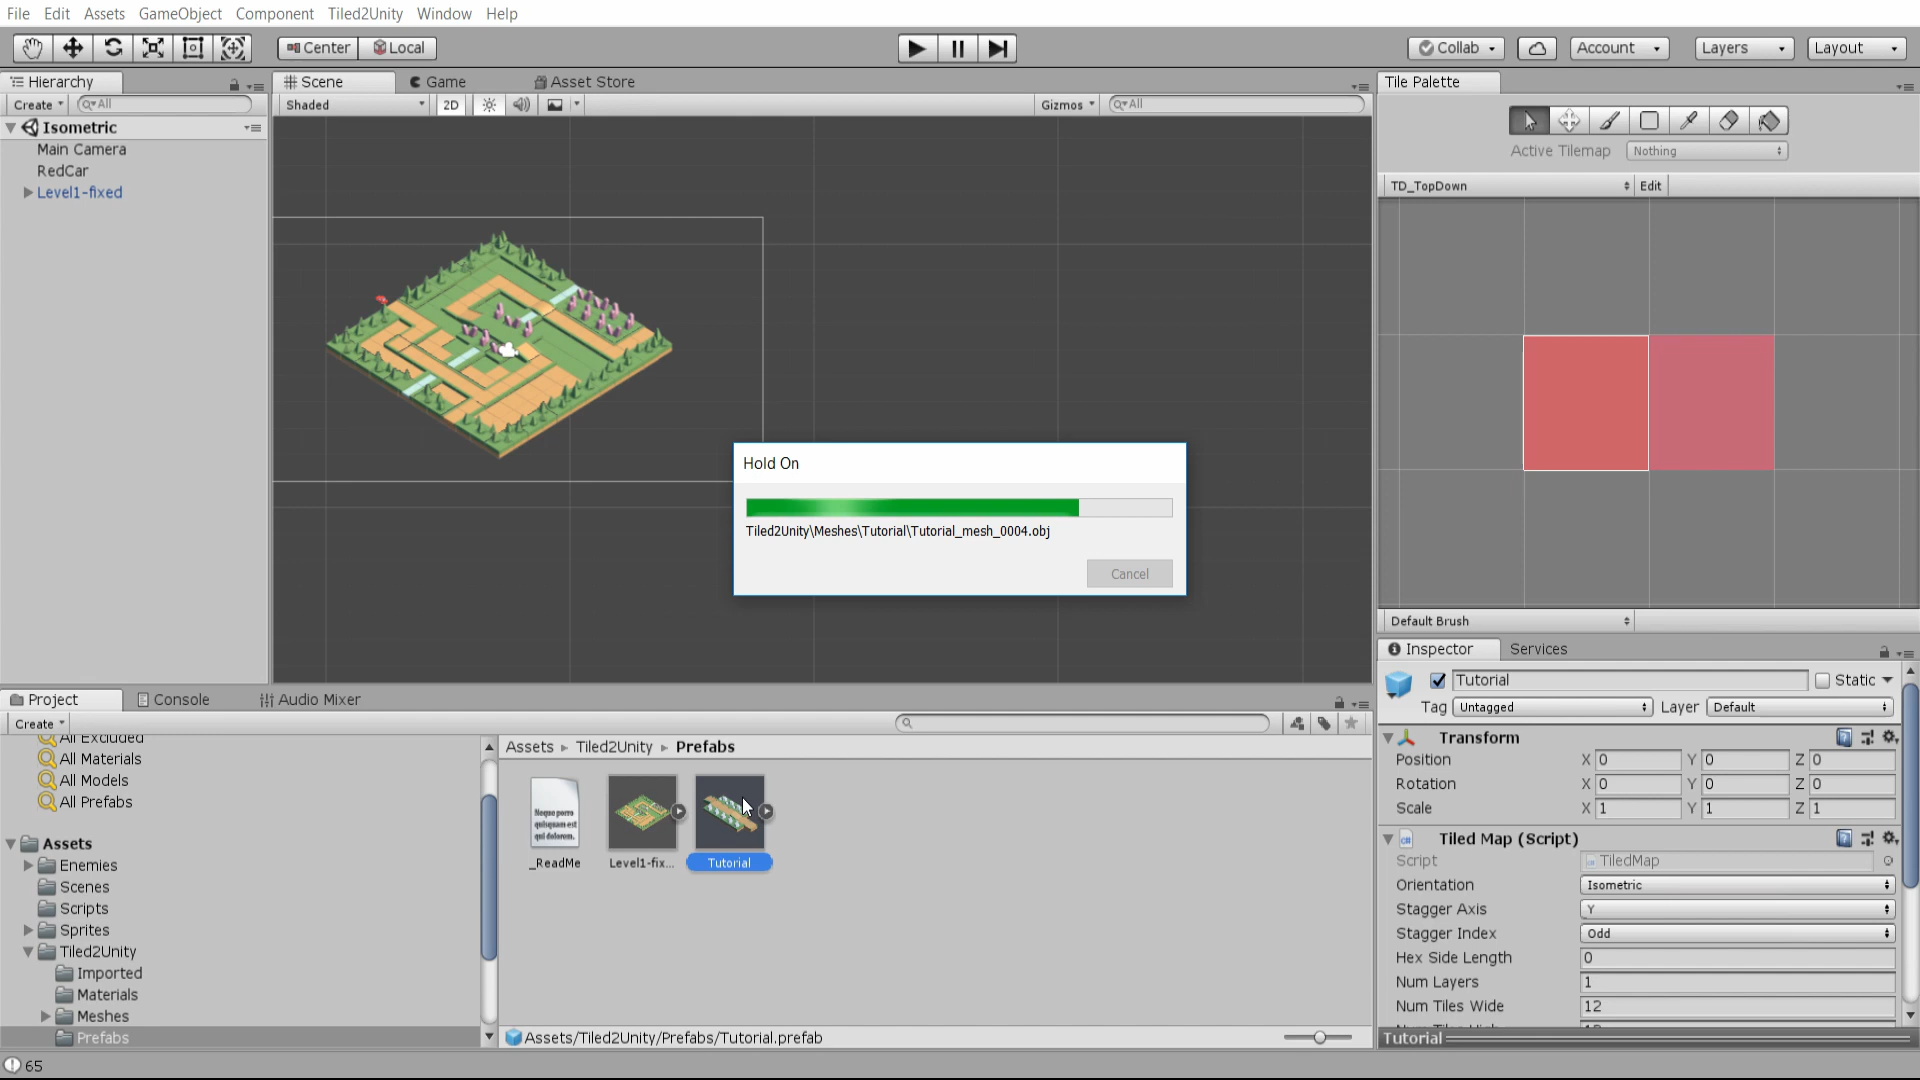 File Edit Assets GameObject Component Tiled2Unity Window Help
Center Local Collab Account Layers Layout
Hierarchy
Create All
Isometric
Main Camera
RedCar
Level1-fixed
Scene Game Asset Store
Shaded 2D Gizmos All
Tile Palette
Active Tilemap Nothing
TD_TopDown Edit
Default Brush
Hold On
Tiled2Unity\Meshes\Tutorial\Tutorial_mesh_0004.obj
Cancel
Inspector Services
Tutorial Static
Tag Untagged Layer Default
Transform
Position X 0 Y 0 Z 0
Rotation X 0 Y 0 Z 0
Scale X 1 Y 1 Z 1
Tiled Map (Script)
Script TiledMap
Orientation Isometric
Stagger Axis Y
Stagger Index Odd
Hex Side Length 0
Num Layers 1
Num Tiles Wide 12
Tutorial
Project Console Audio Mixer
Create
All Excluded
All Materials
All Models
All Prefabs
Assets
Enemies
Scenes
Scripts
Sprites
Tiled2Unity
Imported
Materials
Meshes
Prefabs
Assets Tiled2Unity Prefabs
Neque porro
quisquam est
qui dolorem.
_ReadMe Level1-fix... Tutorial
Assets/Tiled2Unity/Prefabs/Tutorial.prefab
65